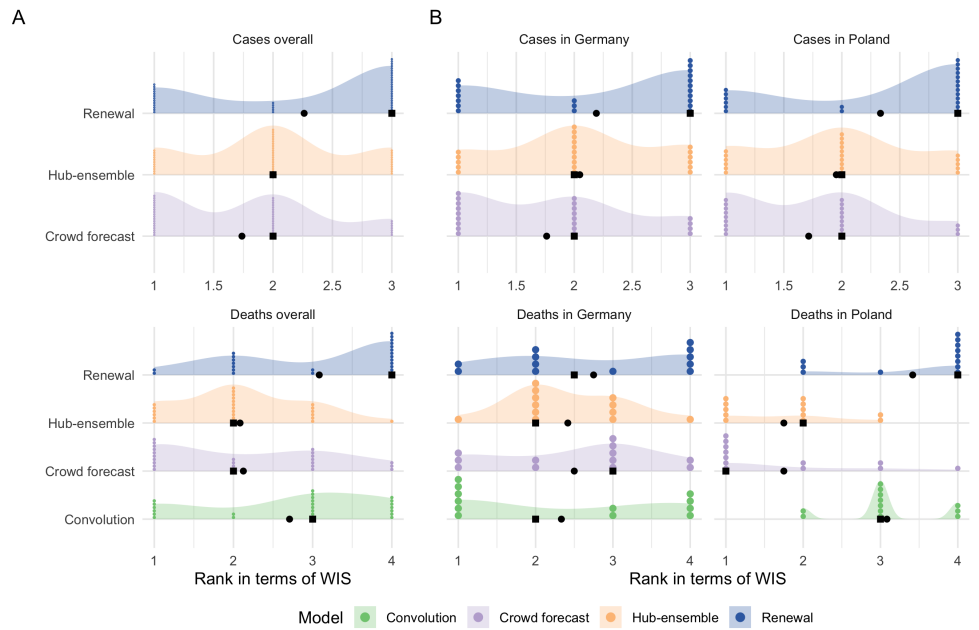 A
B
Cases overall
Cases in Germany
Cases in Poland
Renewal
Hub-ensemble
Crowd forecast
1 1.5 2 2.5 3
1 1.5 2 2.5 3
1 1.5 2 2.5 3
Deaths overall
Deaths in Germany
Deaths in Poland
Renewal
Hub-ensemble
Crowd forecast
Convolution
1 2 3 4
1 2 3 4
1 2 3 4
Rank in terms of WIS
Rank in terms of WIS
Model Convolution Crowd forecast Hub-ensemble Renewal